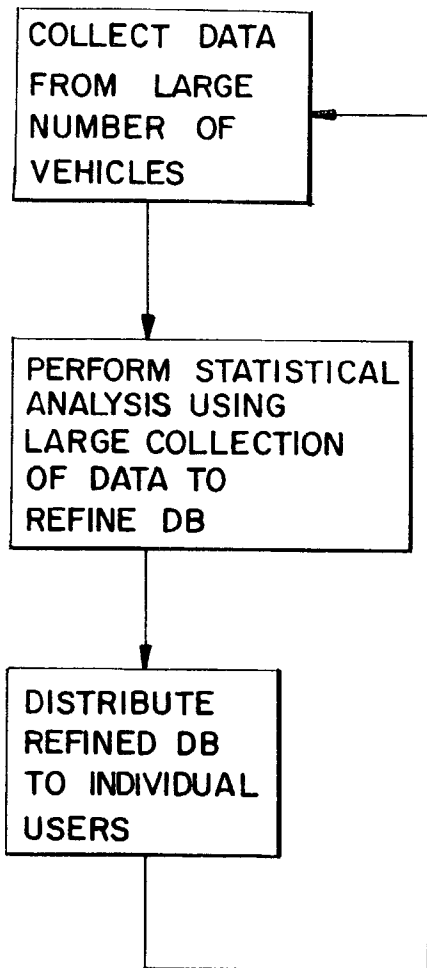 COLLECT DATA
FROM LARGE
NUMBER OF
VEHICLES
PERFORM STATISTICAL
ANALYSIS USING
LARGE COLLECTION
OF DATA TO
REFINE DB
DISTRIBUTE
REFINED DB
TO INDIVIDUAL
USERS